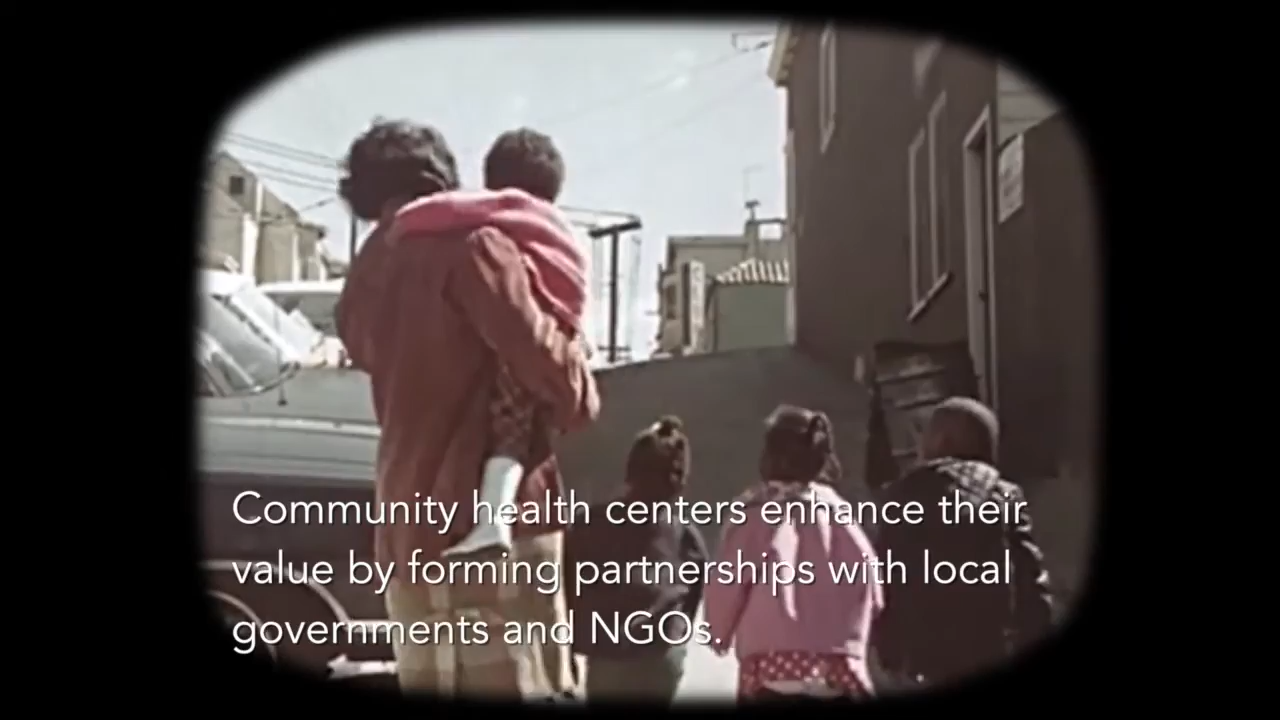 Community health centers enhance their
value by forming partnerships with local
governments and NGOs.